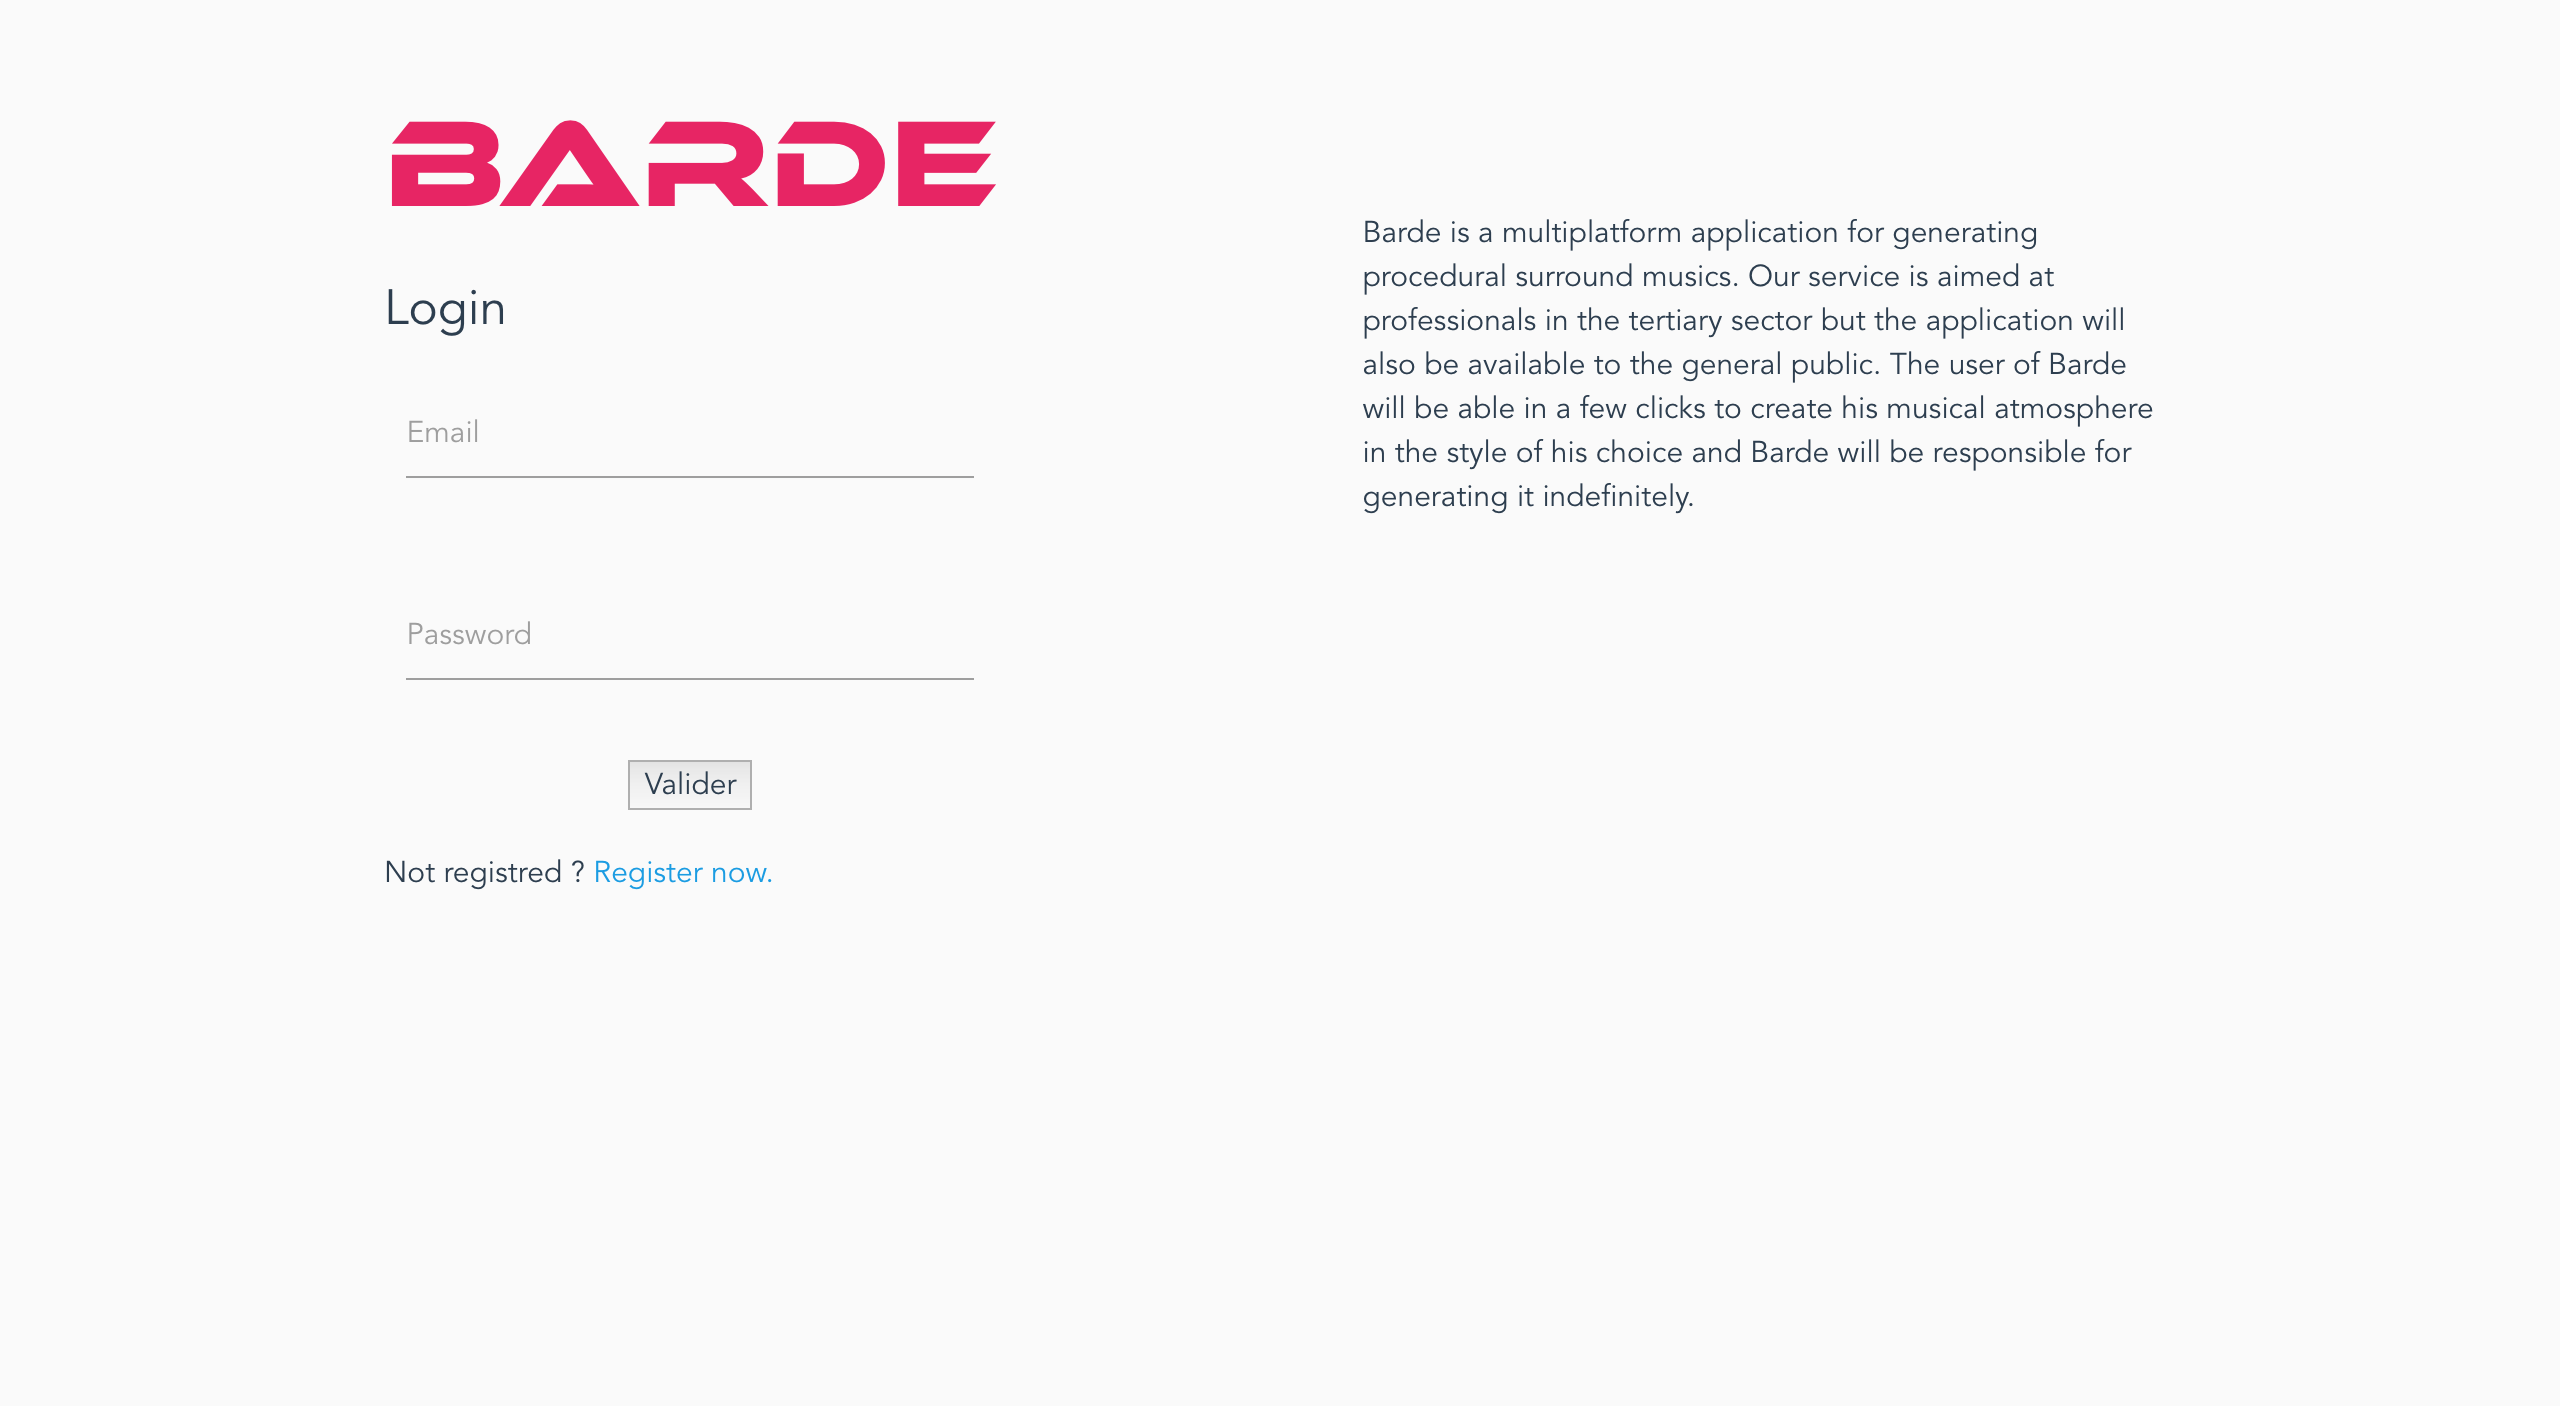 BARDE
Login
Email
Password
Valider
Not registred ? Register now.
Barde is a multiplatform application for generating
procedural surround musics. Our service is aimed at
professionals in the tertiary sector but the application will
also be available to the general public. The user of Barde
will be able in a few clicks to create his musical atmosphere
in the style of his choice and Barde will be responsible for
generating it indefinitely.